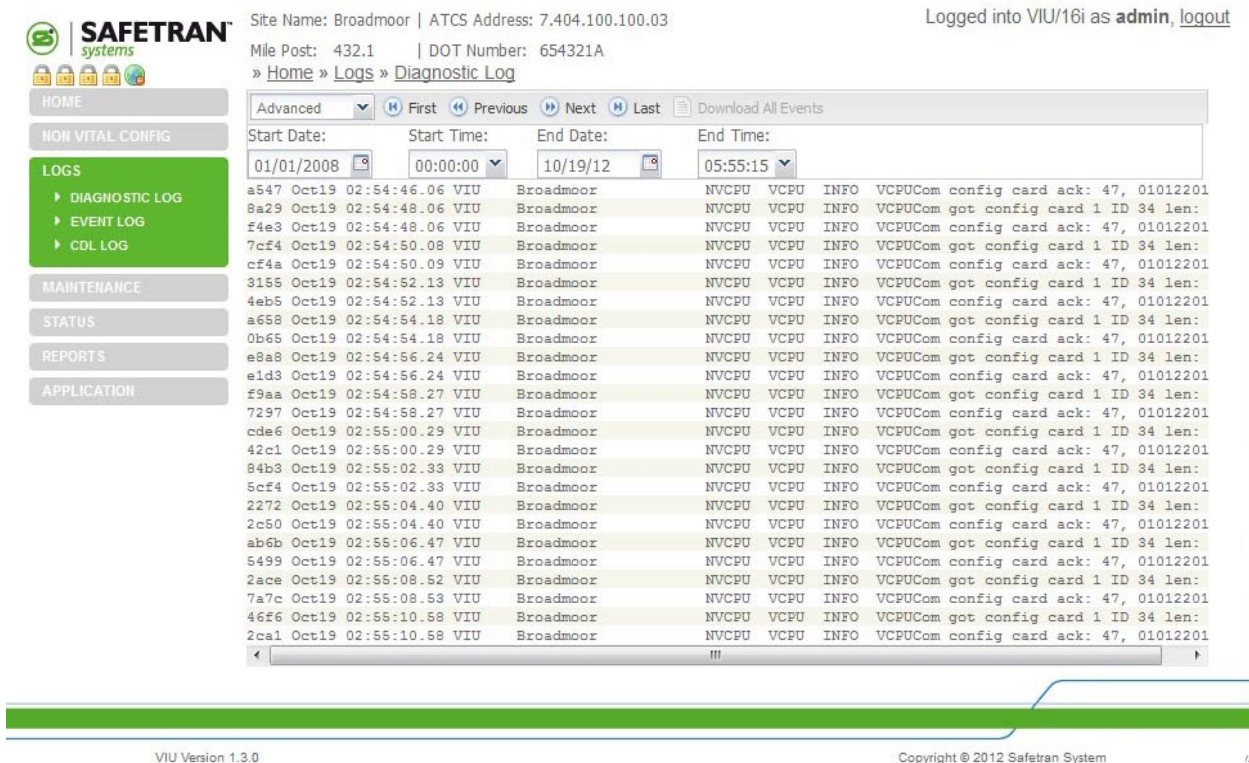 SAFETRAN™
systems
Site Name: Broadmoor | ATCS Address: 7.404.100.100.03
Logged into VIU/16i as admin, logout
Mile Post: 432.1 | DOT Number: 654321A
» Home » Logs » Diagnostic Log
HOME
NON VITAL CONFIG
LOGS
DIAGNOSTIC LOG
EVENT LOG
CDL LOG
MAINTENANCE
STATUS
REPORTS
APPLICATION
Advanced First Previous Next Last Download All Events
Start Date: Start Time: End Date: End Time:
01/01/2008 00:00:00 10/19/12 05:55:15
a547 Oct19 02:54:46.06 VIU Broadmoor NVCPU VCPU INFO VCPUCom config card ack: 47, 01012201
8a29 Oct19 02:54:48.06 VIU Broadmoor NVCPU VCPU INFO VCPUCom got config card 1 ID 34 len:
f4e3 Oct19 02:54:48.06 VIU Broadmoor NVCPU VCPU INFO VCPUCom config card ack: 47, 01012201
7cf4 Oct19 02:54:50.08 VIU Broadmoor NVCPU VCPU INFO VCPUCom got config card 1 ID 34 len:
cf4a Oct19 02:54:50.09 VIU Broadmoor NVCPU VCPU INFO VCPUCom config card ack: 47, 01012201
3155 Oct19 02:54:52.13 VIU Broadmoor NVCPU VCPU INFO VCPUCom got config card 1 ID 34 len:
4eb5 Oct19 02:54:52.13 VIU Broadmoor NVCPU VCPU INFO VCPUCom config card ack: 47, 01012201
a658 Oct19 02:54:54.18 VIU Broadmoor NVCPU VCPU INFO VCPUCom got config card 1 ID 34 len:
0b65 Oct19 02:54:54.18 VIU Broadmoor NVCPU VCPU INFO VCPUCom config card ack: 47, 01012201
e8a8 Oct19 02:54:56.24 VIU Broadmoor NVCPU VCPU INFO VCPUCom got config card 1 ID 34 len:
e1d3 Oct19 02:54:56.24 VIU Broadmoor NVCPU VCPU INFO VCPUCom config card ack: 47, 01012201
f9aa Oct19 02:54:58.27 VIU Broadmoor NVCPU VCPU INFO VCPUCom got config card 1 ID 34 len:
7297 Oct19 02:54:58.27 VIU Broadmoor NVCPU VCPU INFO VCPUCom config card ack: 47, 01012201
cde6 Oct19 02:55:00.29 VIU Broadmoor NVCPU VCPU INFO VCPUCom got config card 1 ID 34 len:
42c1 Oct19 02:55:00.29 VIU Broadmoor NVCPU VCPU INFO VCPUCom config card ack: 47, 01012201
84b3 Oct19 02:55:02.33 VIU Broadmoor NVCPU VCPU INFO VCPUCom got config card 1 ID 34 len:
5cf4 Oct19 02:55:02.33 VIU Broadmoor NVCPU VCPU INFO VCPUCom config card ack: 47, 01012201
2272 Oct19 02:55:04.40 VIU Broadmoor NVCPU VCPU INFO VCPUCom got config card 1 ID 34 len:
2c50 Oct19 02:55:04.40 VIU Broadmoor NVCPU VCPU INFO VCPUCom config card ack: 47, 01012201
ab6b Oct19 02:55:06.47 VIU Broadmoor NVCPU VCPU INFO VCPUCom got config card 1 ID 34 len:
5499 Oct19 02:55:06.47 VIU Broadmoor NVCPU VCPU INFO VCPUCom config card ack: 47, 01012201
2ace Oct19 02:55:08.52 VIU Broadmoor NVCPU VCPU INFO VCPUCom got config card 1 ID 34 len:
7a7c Oct19 02:55:08.53 VIU Broadmoor NVCPU VCPU INFO VCPUCom config card ack: 47, 01012201
46f6 Oct19 02:55:10.58 VIU Broadmoor NVCPU VCPU INFO VCPUCom got config card 1 ID 34 len:
2ca1 Oct19 02:55:10.58 VIU Broadmoor NVCPU VCPU INFO VCPUCom config card ack: 47, 01012201
VIU Version 1.3.0
Copyright © 2012 Safetran System